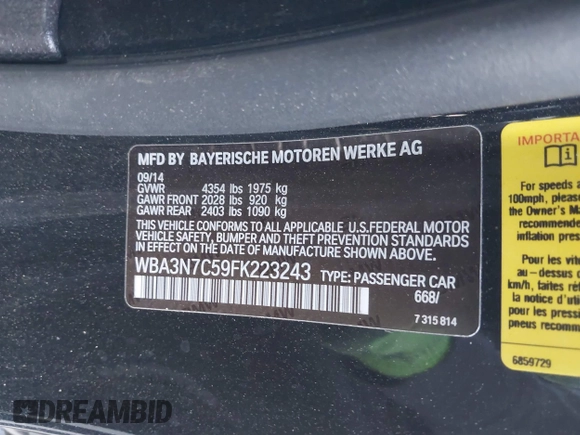 MFD BY BAYERISCHE MOTOREN WERKE AG
09/14
GVWR 4354 lbs 1975 kg
GAWR FRONT 2028 lbs 920 kg
GAWR REAR 2403 lbs 1090 kg
THIS VEHICLE CONFORMS TO ALL APPLICABLE U.S.FEDERAL MOTOR
VEHICLE SAFETY, BUMPER AND THEFT PREVENTION STANDARDS
IN EFFECT ON THE DATE OF MANUFACTURE SHOWN ABOVE.
WBA3N7C59FK223243 TYPE: PASSENGER CAR
668/
7 315 814
IMPORTA
For speeds a
100mph, please
the Owner's Ma
recommende
inflation pres
Pour les
au-dessus d
km/h, faites
la notice d'ut
pour les
pneus recomm
6859729
DREAMBID